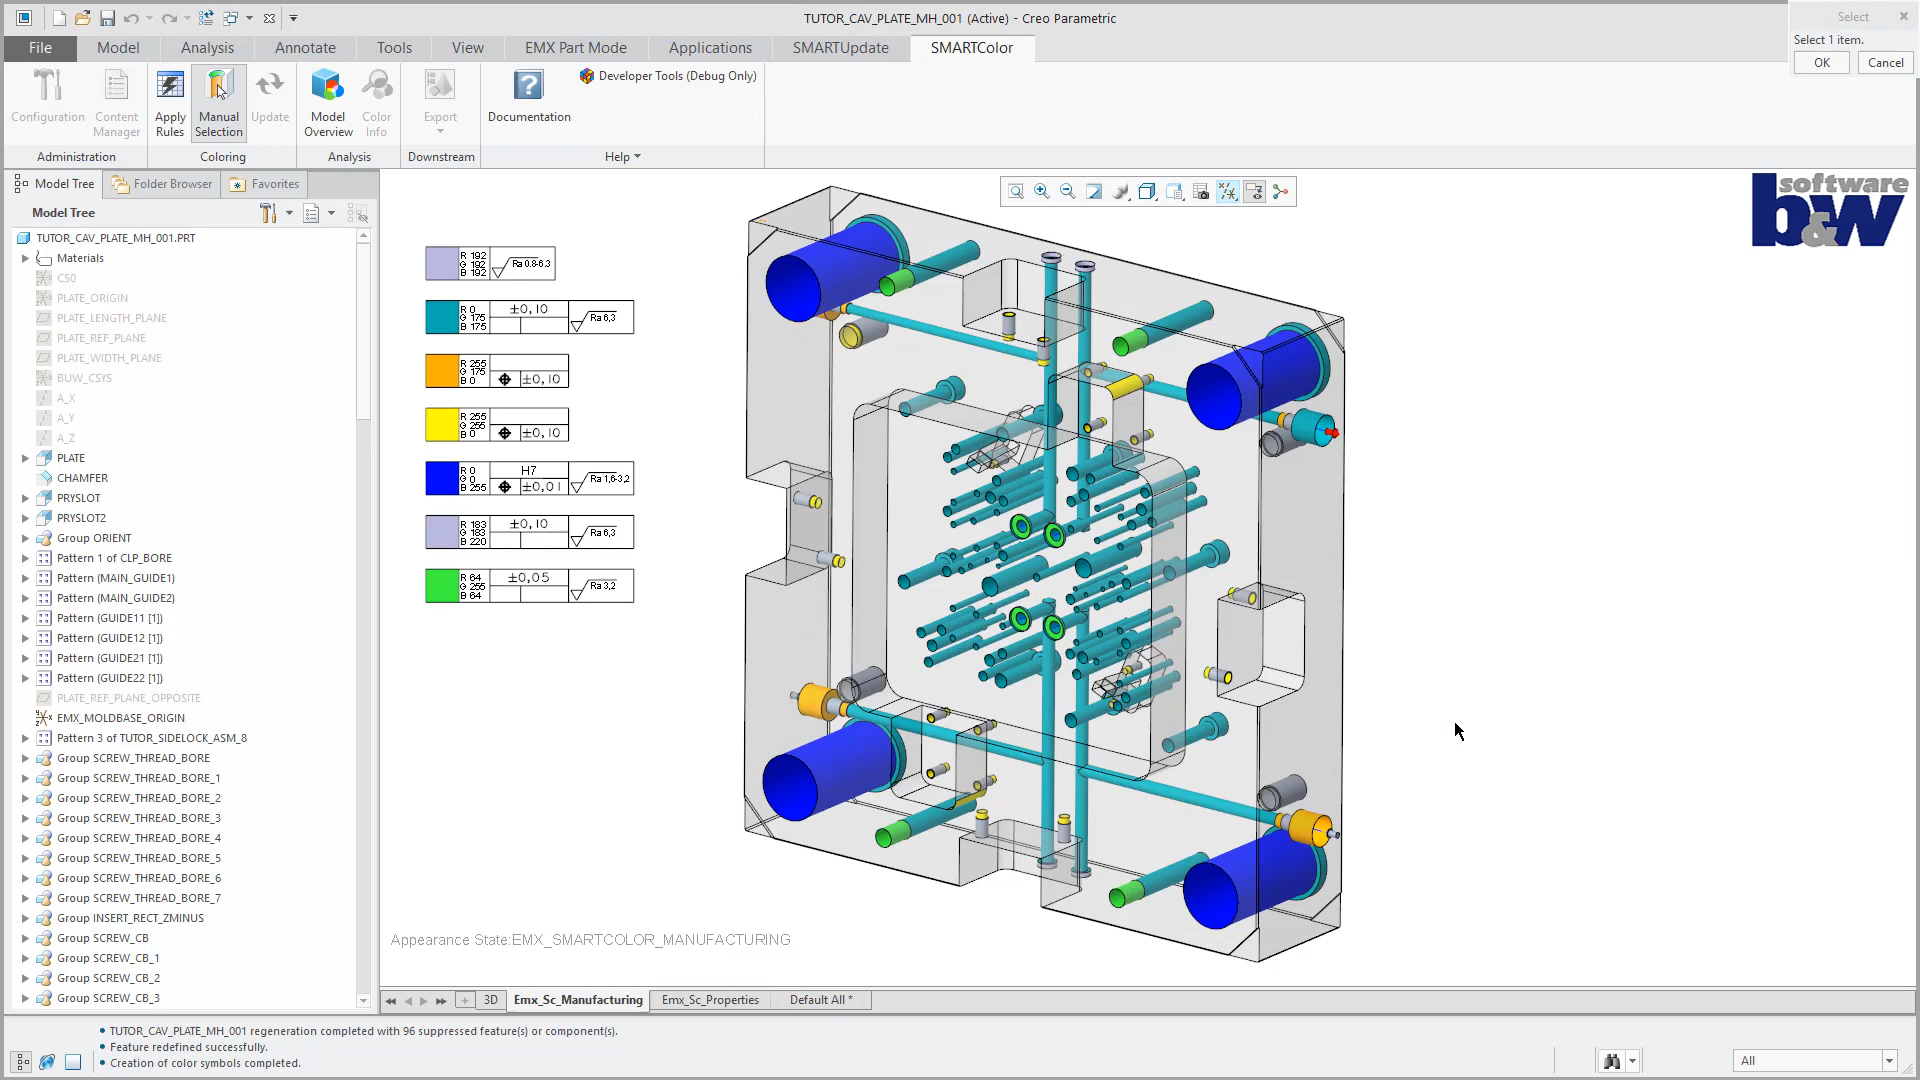 TUTOR_CAV_PLATE_MH_001 (Active) - Creo Parametric
Select
Select 1 item.
OK
Cancel
File
Model
Analysis
Annotate
Tools
View
EMX Part Mode
Applications
SMARTUpdate
SMARTColor
Configuration
Content Manager
Apply Rules
Manual Selection
Update
Model Overview
Color Info
Export
Documentation
Developer Tools (Debug Only)
Administration
Coloring
Analysis
Downstream
Help
Model Tree
Folder Browser
Favorites
Model Tree
TUTOR_CAV_PLATE_MH_001.PRT
Materials
CS0
PLATE_ORIGIN
PLATE_LENGTH_PLANE
PLATE_REF_PLANE
PLATE_WIDTH_PLANE
BUW_CSYS
A_X
A_Y
A_Z
PLATE
CHAMFER
PRYSLOT
PRYSLOT2
Group ORIENT
Pattern 1 of CLP_BORE
Pattern (MAIN_GUIDE1)
Pattern (MAIN_GUIDE2)
Pattern (GUIDE11 [1])
Pattern (GUIDE12 [1])
Pattern (GUIDE21 [1])
Pattern (GUIDE22 [1])
PLATE_REF_PLANE_OPPOSITE
EMX_MOLDBASE_ORIGIN
Pattern 3 of TUTOR_SIDELOCK_ASM_8
Group SCREW_THREAD_BORE
Group SCREW_THREAD_BORE_1
Group SCREW_THREAD_BORE_2
Group SCREW_THREAD_BORE_3
Group SCREW_THREAD_BORE_4
Group SCREW_THREAD_BORE_5
Group SCREW_THREAD_BORE_6
Group SCREW_THREAD_BORE_7
Group INSERT_RECT_ZMINUS
Group SCREW_CB
Group SCREW_CB_1
Group SCREW_CB_2
Group SCREW_CB_3
R 192
G 192
B 192
Ra 0.8-6.3
R 0
G 175
B 175
±0,10
Ra 6,3
R 255
G 175
B 0
±0,10
R 255
G 255
B 0
±0,10
R 0
G 0
B 255
H7
±0,01
Ra 1,6-3,2
R 183
G 183
B 220
±0,10
Ra 6,3
R 64
G 255
B 64
±0,05
Ra 3,2
software
b&w
Appearance State:EMX_SMARTCOLOR_MANUFACTURING
3D
Emx_Sc_Manufacturing
Emx_Sc_Properties
Default All *
• TUTOR_CAV_PLATE_MH_001 regeneration completed with 96 suppressed feature(s) or component(s).
• Feature redefined successfully.
• Creation of color symbols completed.
All